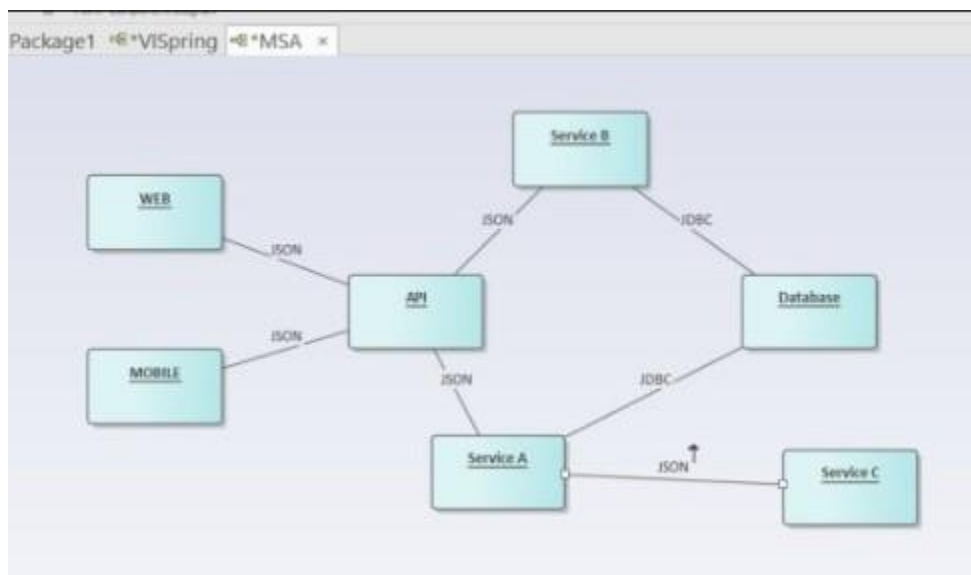 Package1 *VISpring *MSA ×
Service B
WEB
JSON
JDBC
JSON
API
Database
JSON
MOBILE
JSON
JDBC
Service A
JSON
Service C